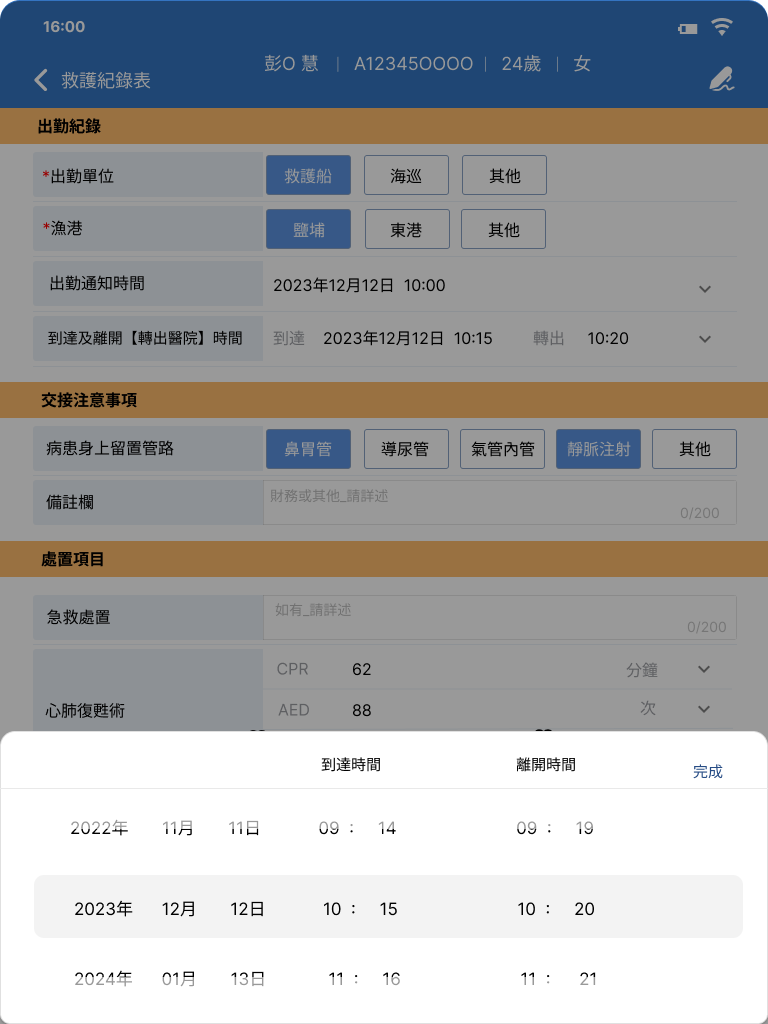 16:00
救護紀錄表 彭O 慧 | A12345OOOO | 24歲 | 女
出勤紀錄
*出勤單位 救護船 海巡 其他
*漁港 鹽埔 東港 其他
出勤通知時間 2023年12月12日 10:00
到達及離開【轉出醫院】時間 到達 2023年12月12日 10:15 轉出 10:20
交接注意事項
病患身上留置管路 鼻胃管 導尿管 氣管內管 靜脈注射 其他
備註欄 財務或其他_請詳述
0/200
處置項目
急救處置 如有_請詳述
0/200
心肺復甦術 CPR 62 分鐘
AED 88 次
到達時間 離開時間 完成
2022年 11月 11日 09 : 14 09 : 19
2023年 12月 12日 10 : 15 10 : 20
2024年 01月 13日 11 : 16 11 : 21